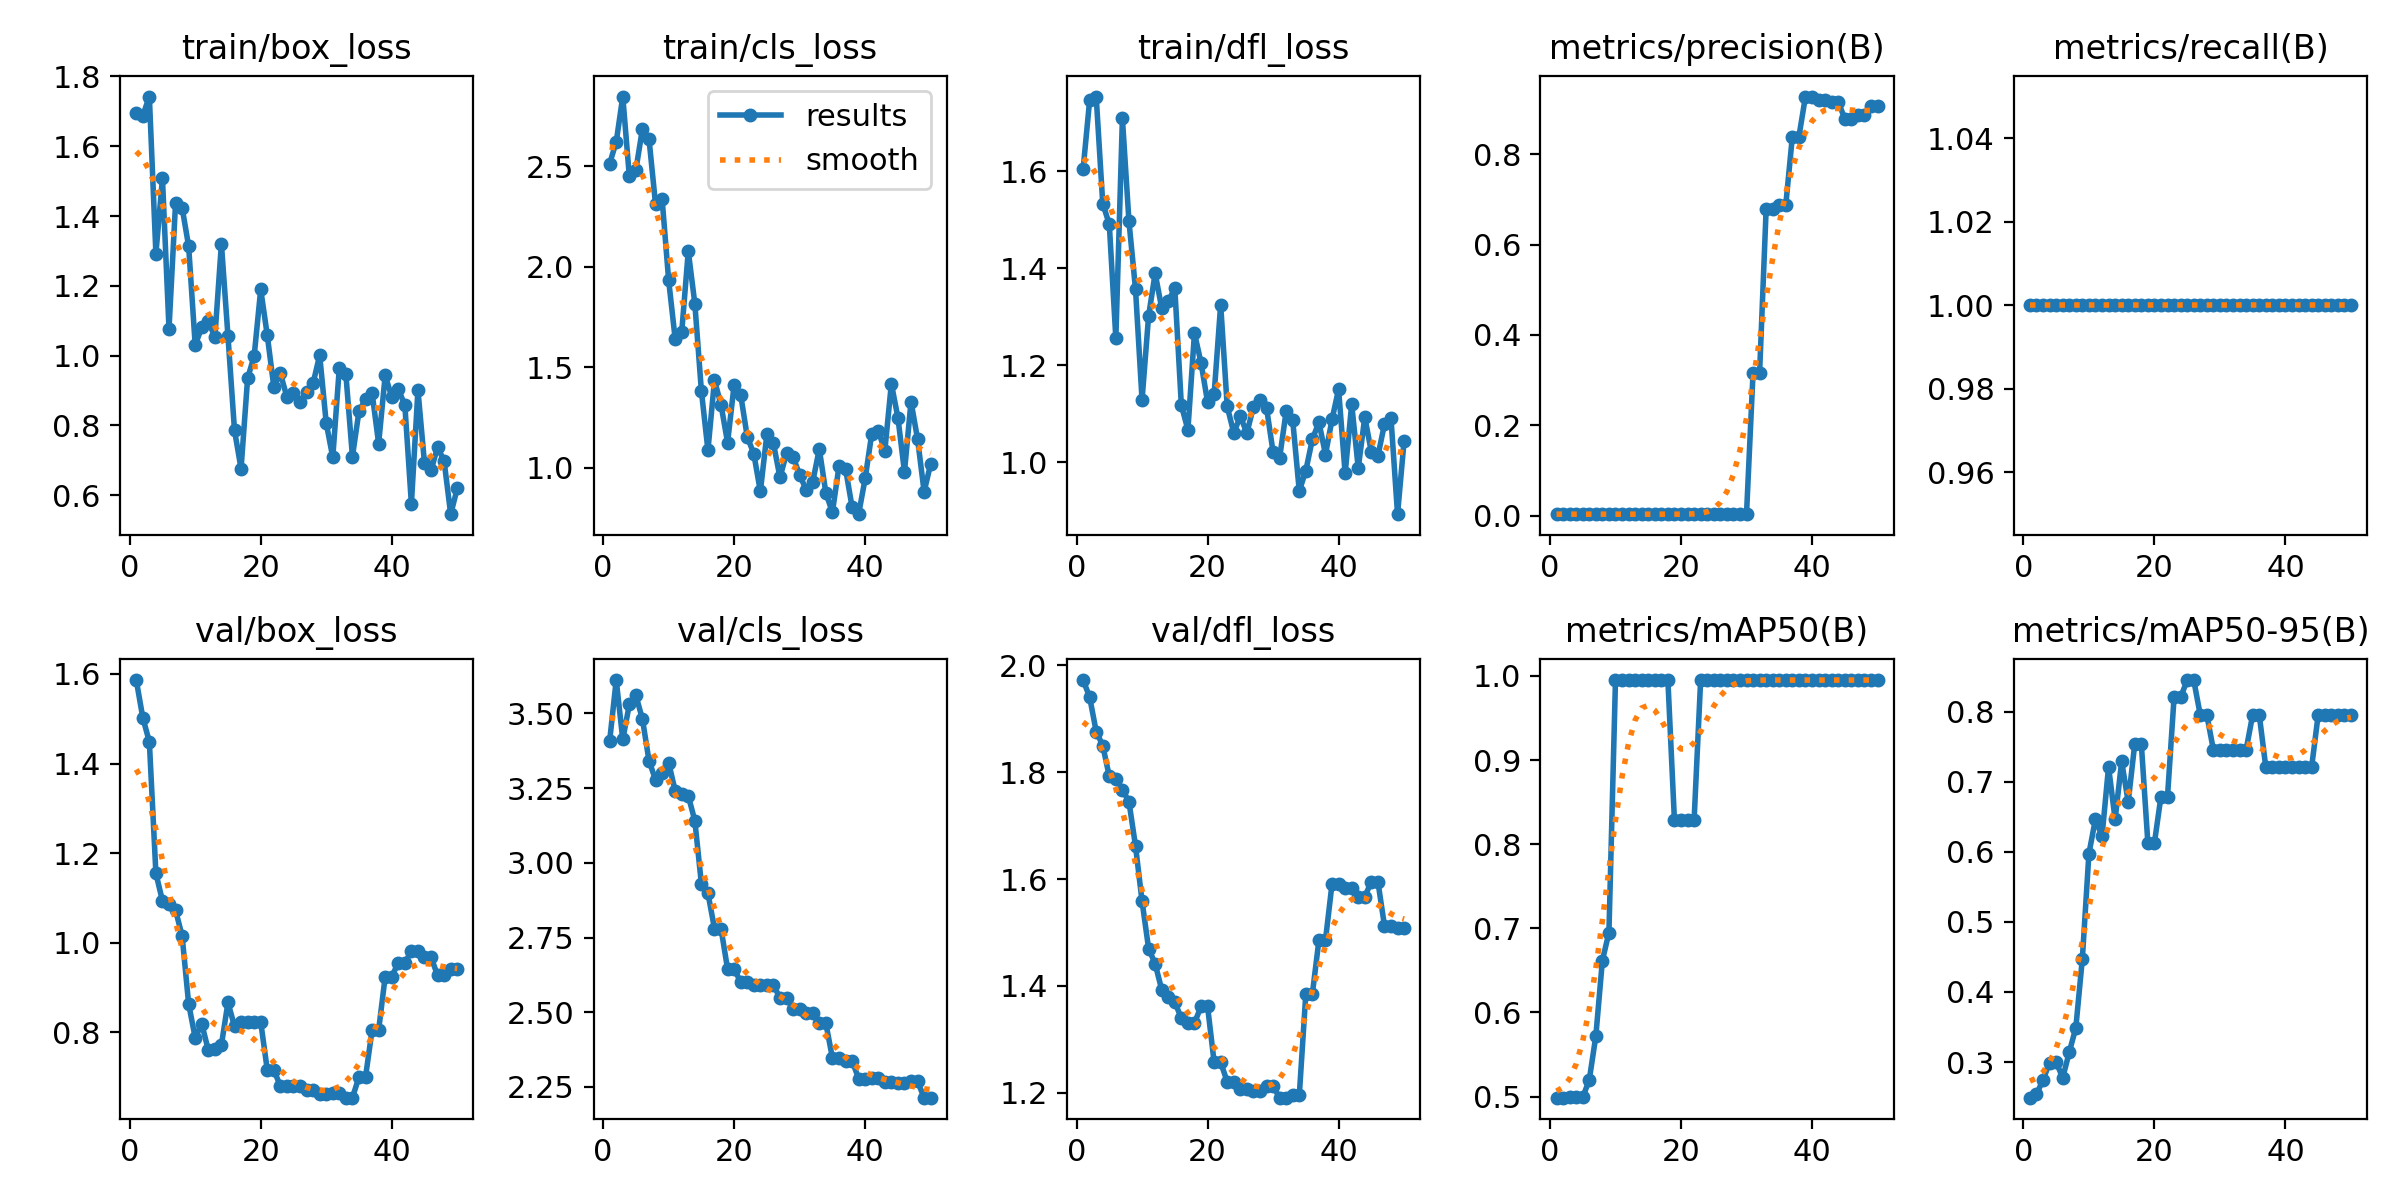 train/box_loss
1.8
1.6
1.4
1.2
1.0
0.8
0.6
0 20 40
train/cls_loss
results
smooth
2.5
2.0
1.5
1.0
0 20 40
train/dfl_loss
1.6
1.4
1.2
1.0
0 20 40
metrics/precision(B)
0.8
0.6
0.4
0.2
0.0
0 20 40
metrics/recall(B)
1.04
1.02
1.00
0.98
0.96
0 20 40
val/box_loss
1.6
1.4
1.2
1.0
0.8
0 20 40
val/cls_loss
3.50
3.25
3.00
2.75
2.50
2.25
0 20 40
val/dfl_loss
2.0
1.8
1.6
1.4
1.2
0 20 40
metrics/mAP50(B)
1.0
0.9
0.8
0.7
0.6
0.5
0 20 40
metrics/mAP50-95(B)
0.8
0.7
0.6
0.5
0.4
0.3
0 20 40